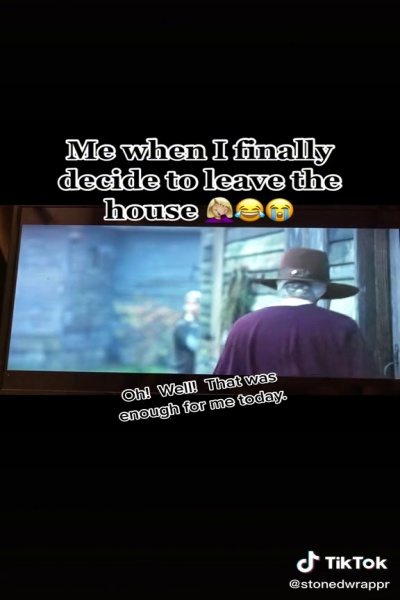 Me when I finally
decide to leave the
house 🤦🏼‍♀️😂😭
Oh! Well! That was
enough for me today.
TikTok
@stonedwrappr